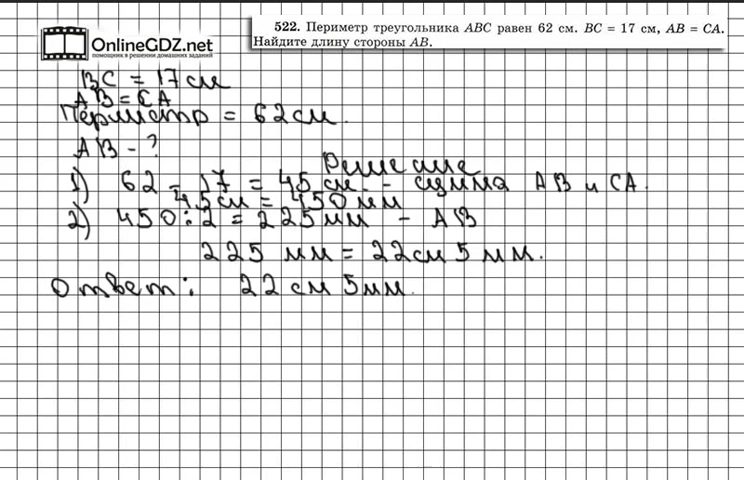 OnlineGDZ.net
помощник в решении домашних заданий
522. Периметр треугольника ABC равен 62 см. BC = 17 см, AB = CA.
Найдите длину стороны AB.
BC = 17 см
AB = CA
Периметр = 62 см.
AB - ?
Решение
1) 62 - 17 = 45 см. - сумма AB и CA.
45 см = 450 мм
2) 450 : 2 = 225 мм - AB
225 мм = 22 см 5 мм.
Ответ: 22 см 5 мм.